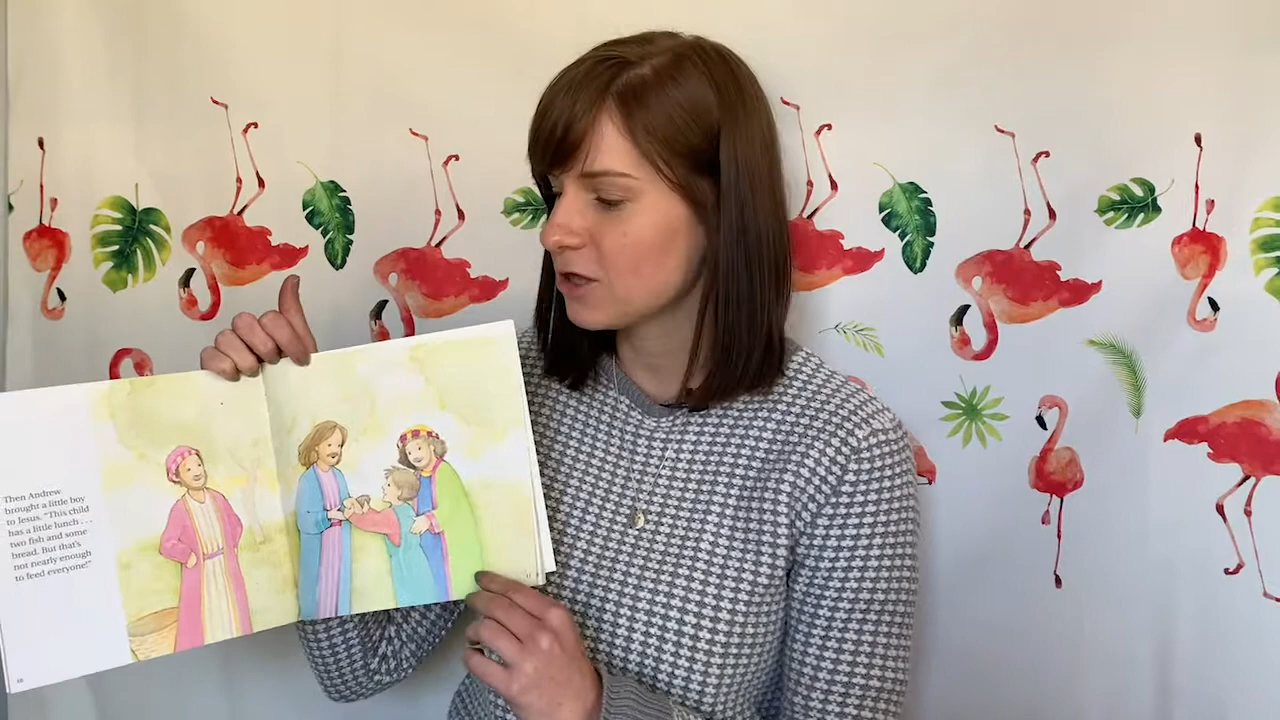 Then Andrew
brought a little boy
to Jesus. "This child
has a little lunch . . .
two fish and some
bread. But that's
not nearly enough
to feed everyone!"